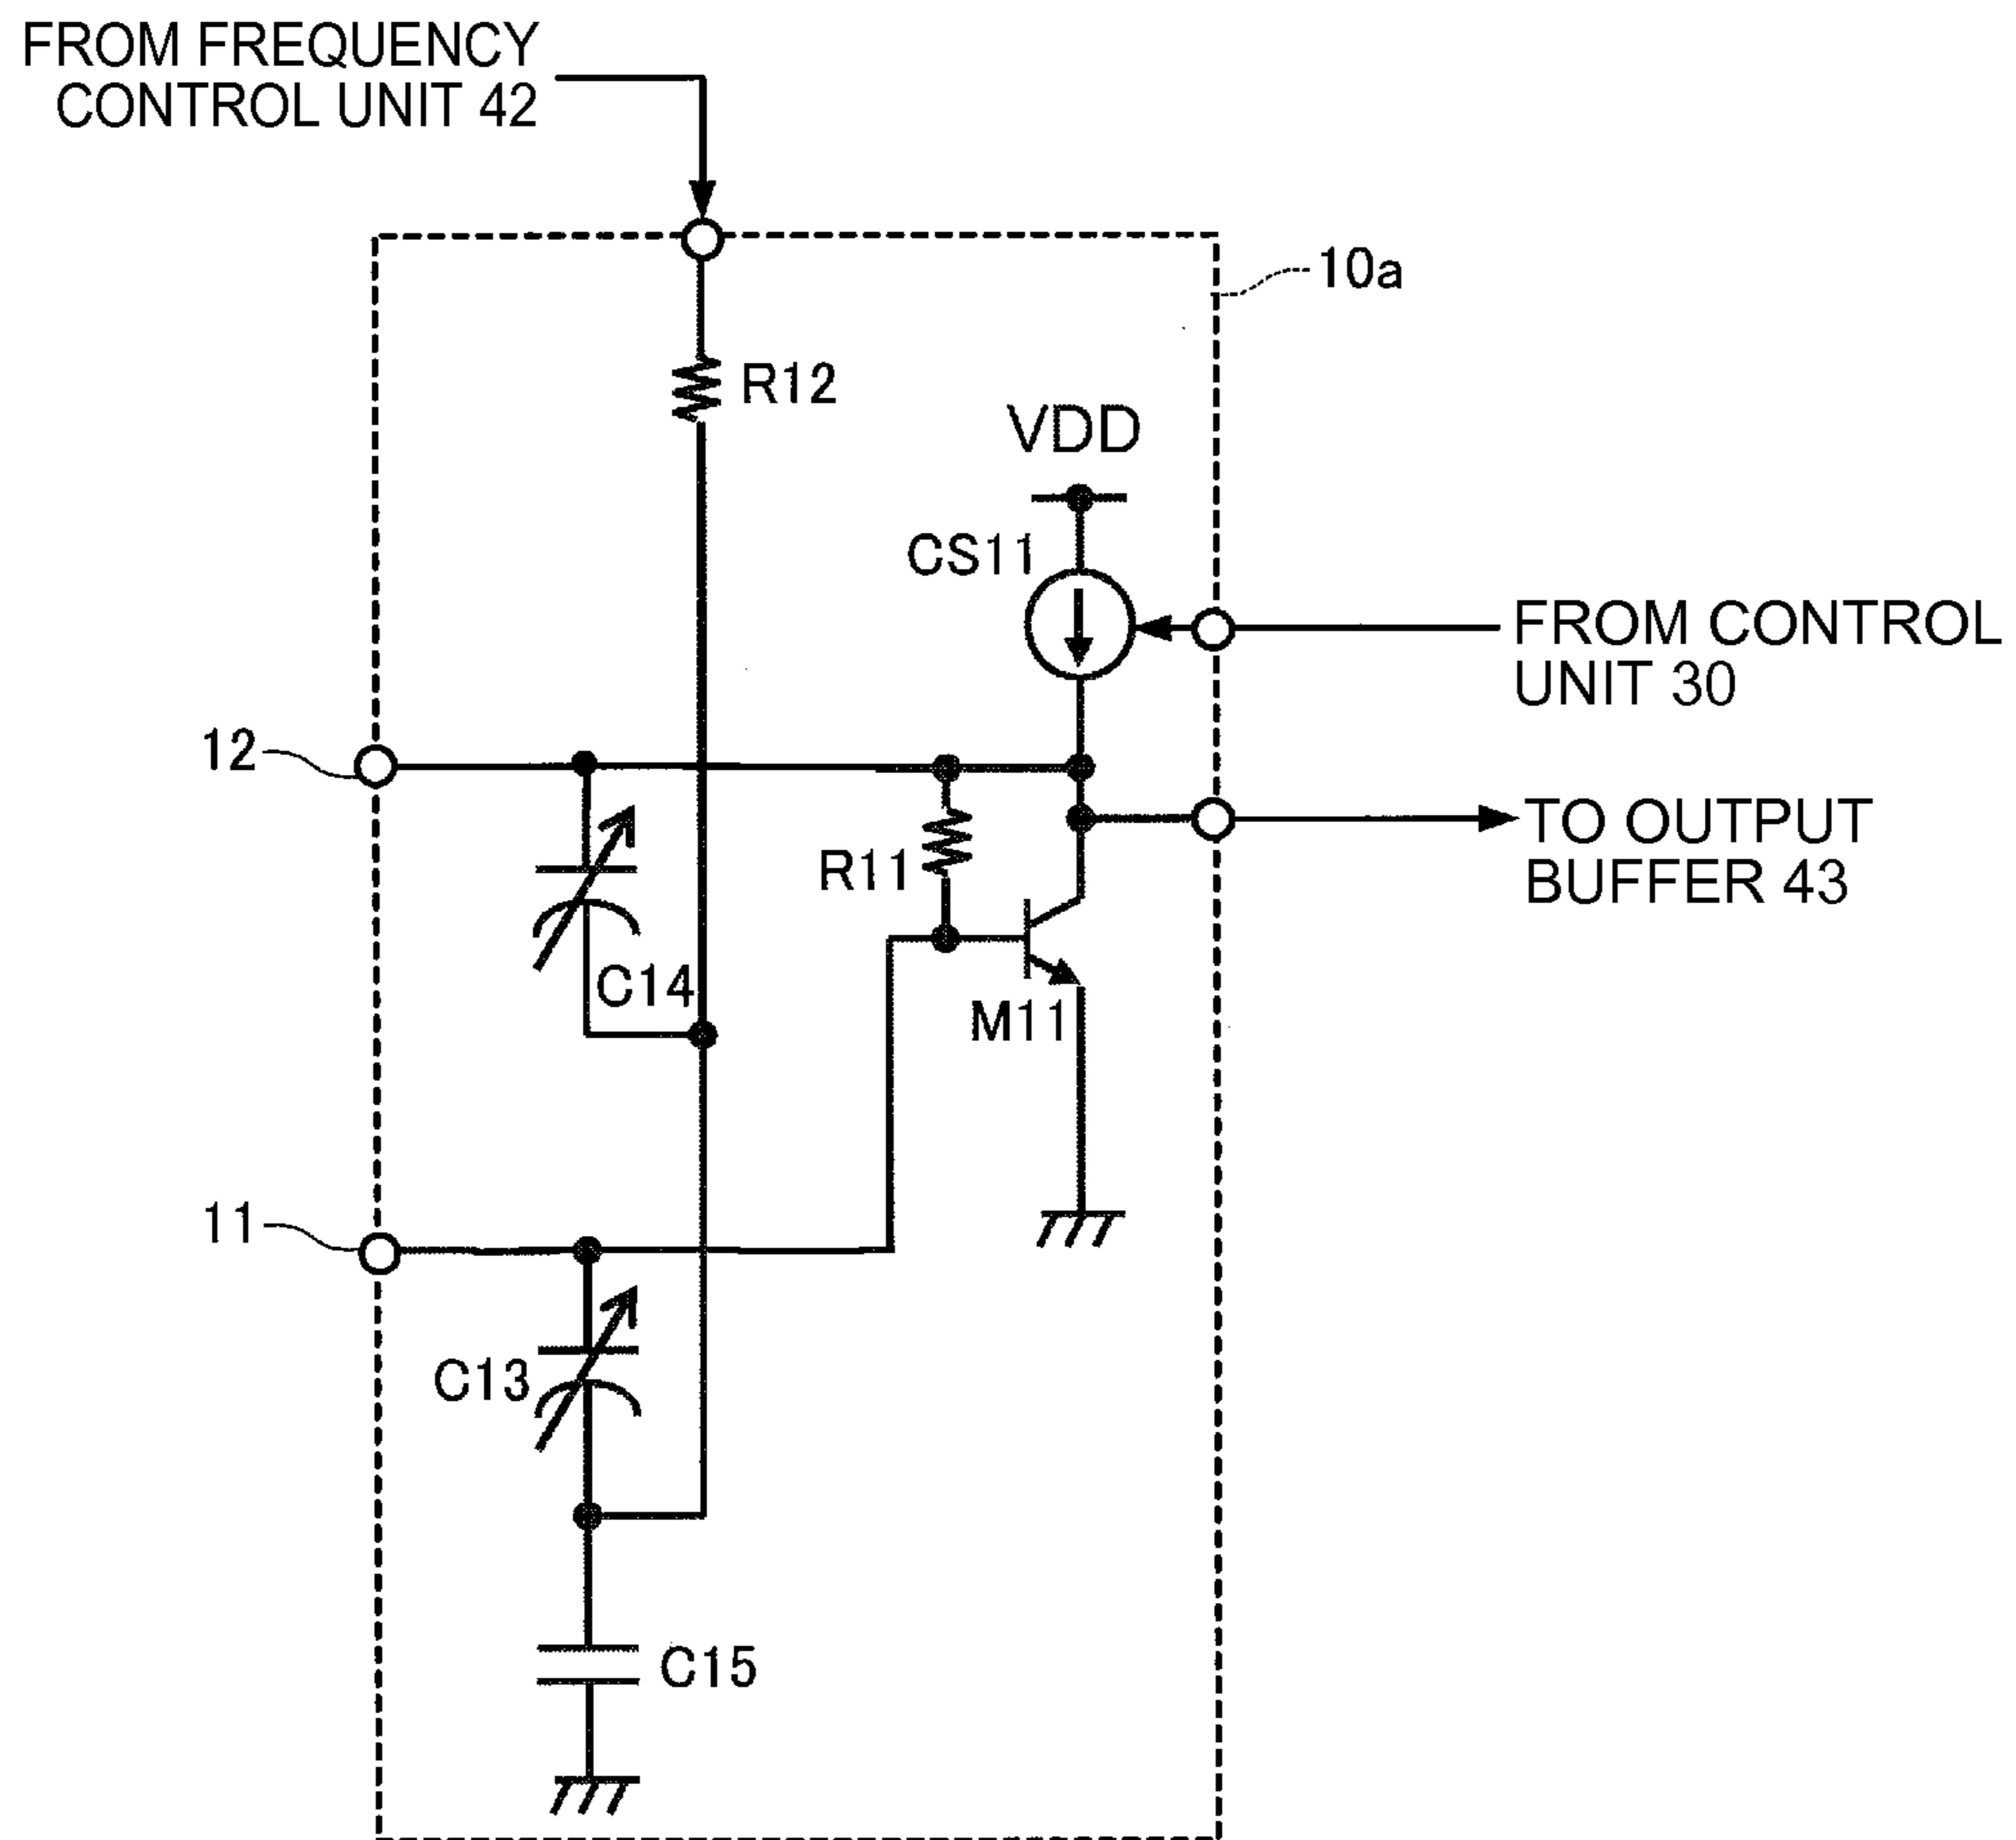 FROM FREQUENCY
CONTROL UNIT 42
10a
R12
VDD
CS11
FROM CONTROL
UNIT 30
12
TO OUTPUT
BUFFER 43
R11
C14
M11
11
C13
C15